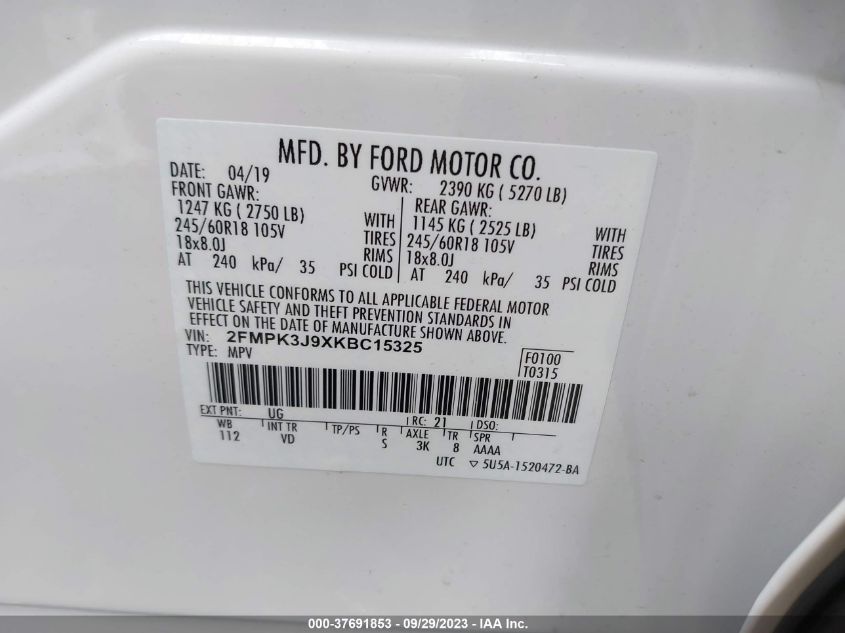 MFD. BY FORD MOTOR CO.
DATE: 04/19 GVWR: 2390 KG ( 5270 LB)
FRONT GAWR: REAR GAWR:
1247 KG ( 2750 LB) WITH 1145 KG ( 2525 LB) WITH
245/60R18 105V TIRES 245/60R18 105V TIRES
18x8.0J RIMS 18x8.0J RIMS
AT 240 kPa/ 35 PSI COLD AT 240 kPa/ 35 PSI COLD
THIS VEHICLE CONFORMS TO ALL APPLICABLE FEDERAL MOTOR
VEHICLE SAFETY AND THEFT PREVENTION STANDARDS IN
EFFECT ON THE DATE OF MANUFACTURE SHOWN ABOVE.
VIN: 2FMPK3J9XKBC15325
TYPE: MPV
F0100
T0315
EXT PNT: UG RC: 21 DSO:
WB INT TR TP/PS R AXLE TR SPR
112 VD S 3K 8 AAAA
UTC ▽ 5U5A-1520472-BA
000-37691853 - 09/29/2023 - IAA Inc.